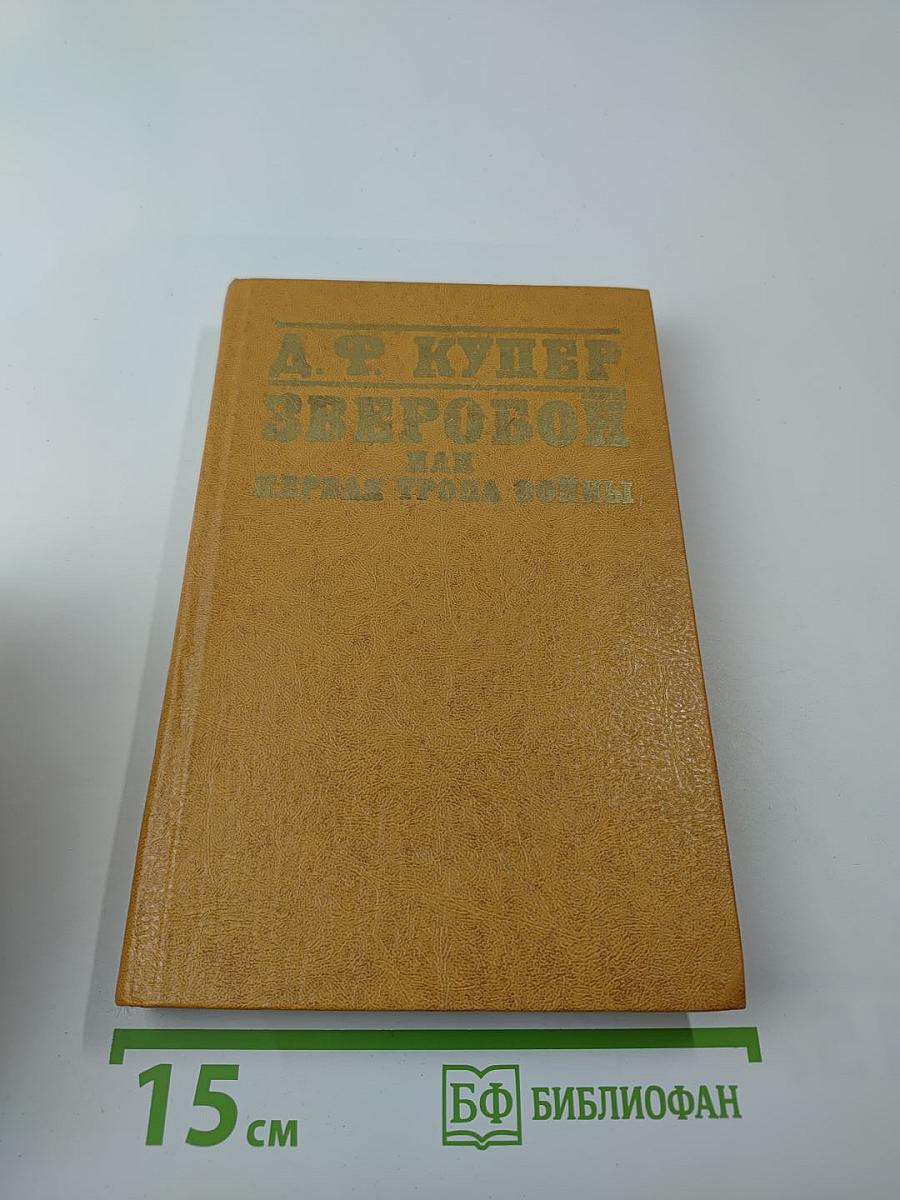 Д. Ф. КУПЕР
ЗВЕРОБОЙ
ИЛИ
ПЕРВАЯ ТРОПА ВОЙНЫ
15 см
БФ БИБЛИОФАН